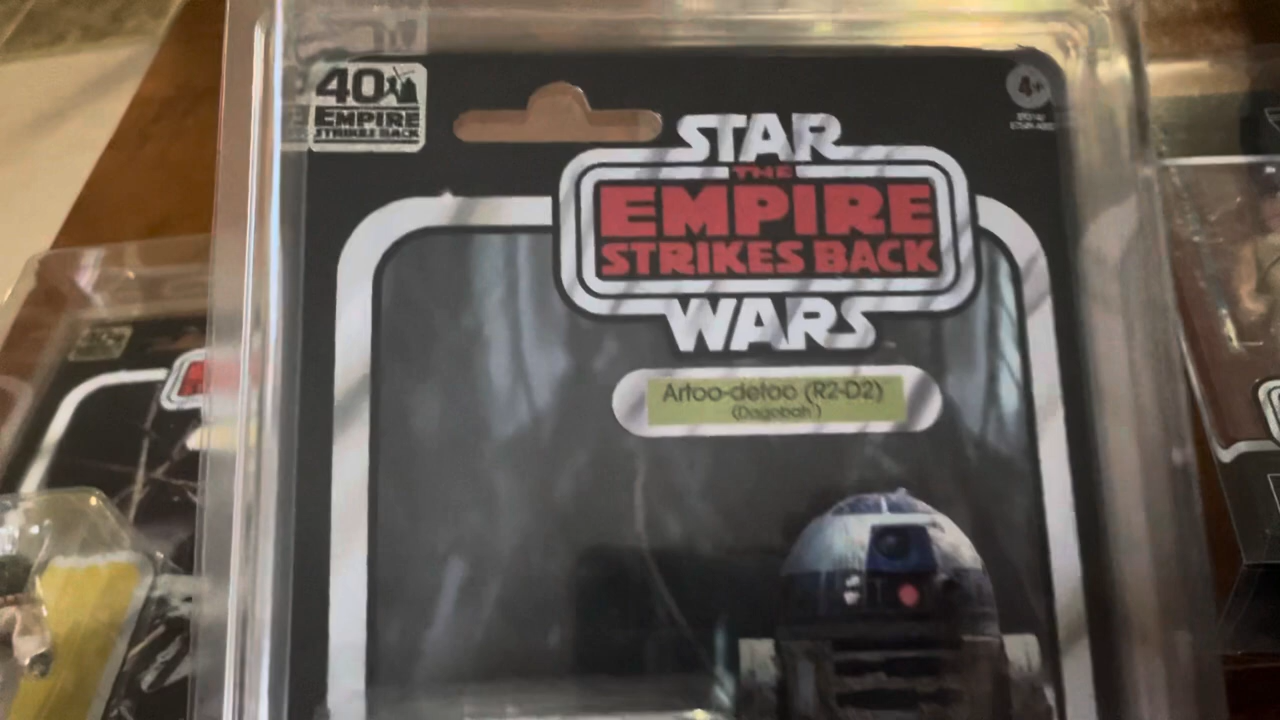 40
EMPIRE
STRIKES BACK
4+
STAR
THE
EMPIRE
STRIKES BACK
WARS
Artoo-detoo (R2-D2)
(Dagobah)